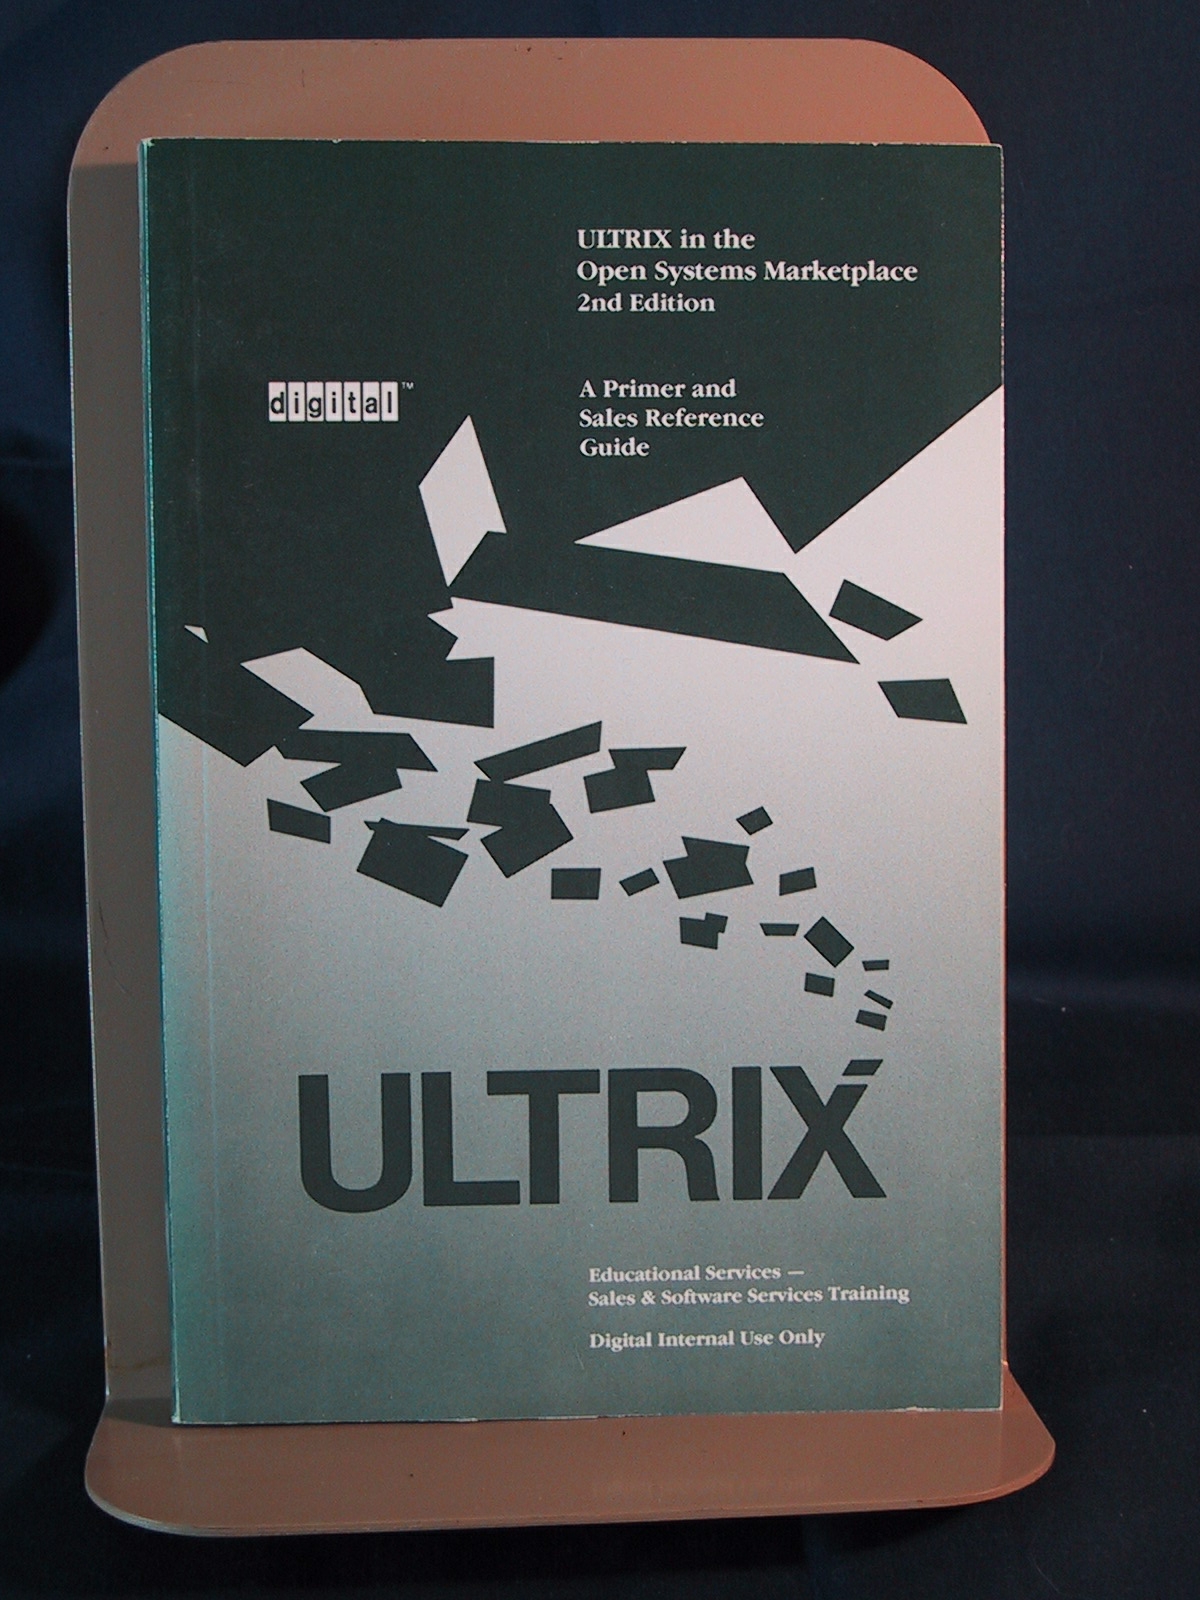 ULTRIX in the
Open Systems Marketplace
2nd Edition
digital™
A Primer and
Sales Reference
Guide
ULTRIX
Educational Services —
Sales & Software Services Training
Digital Internal Use Only